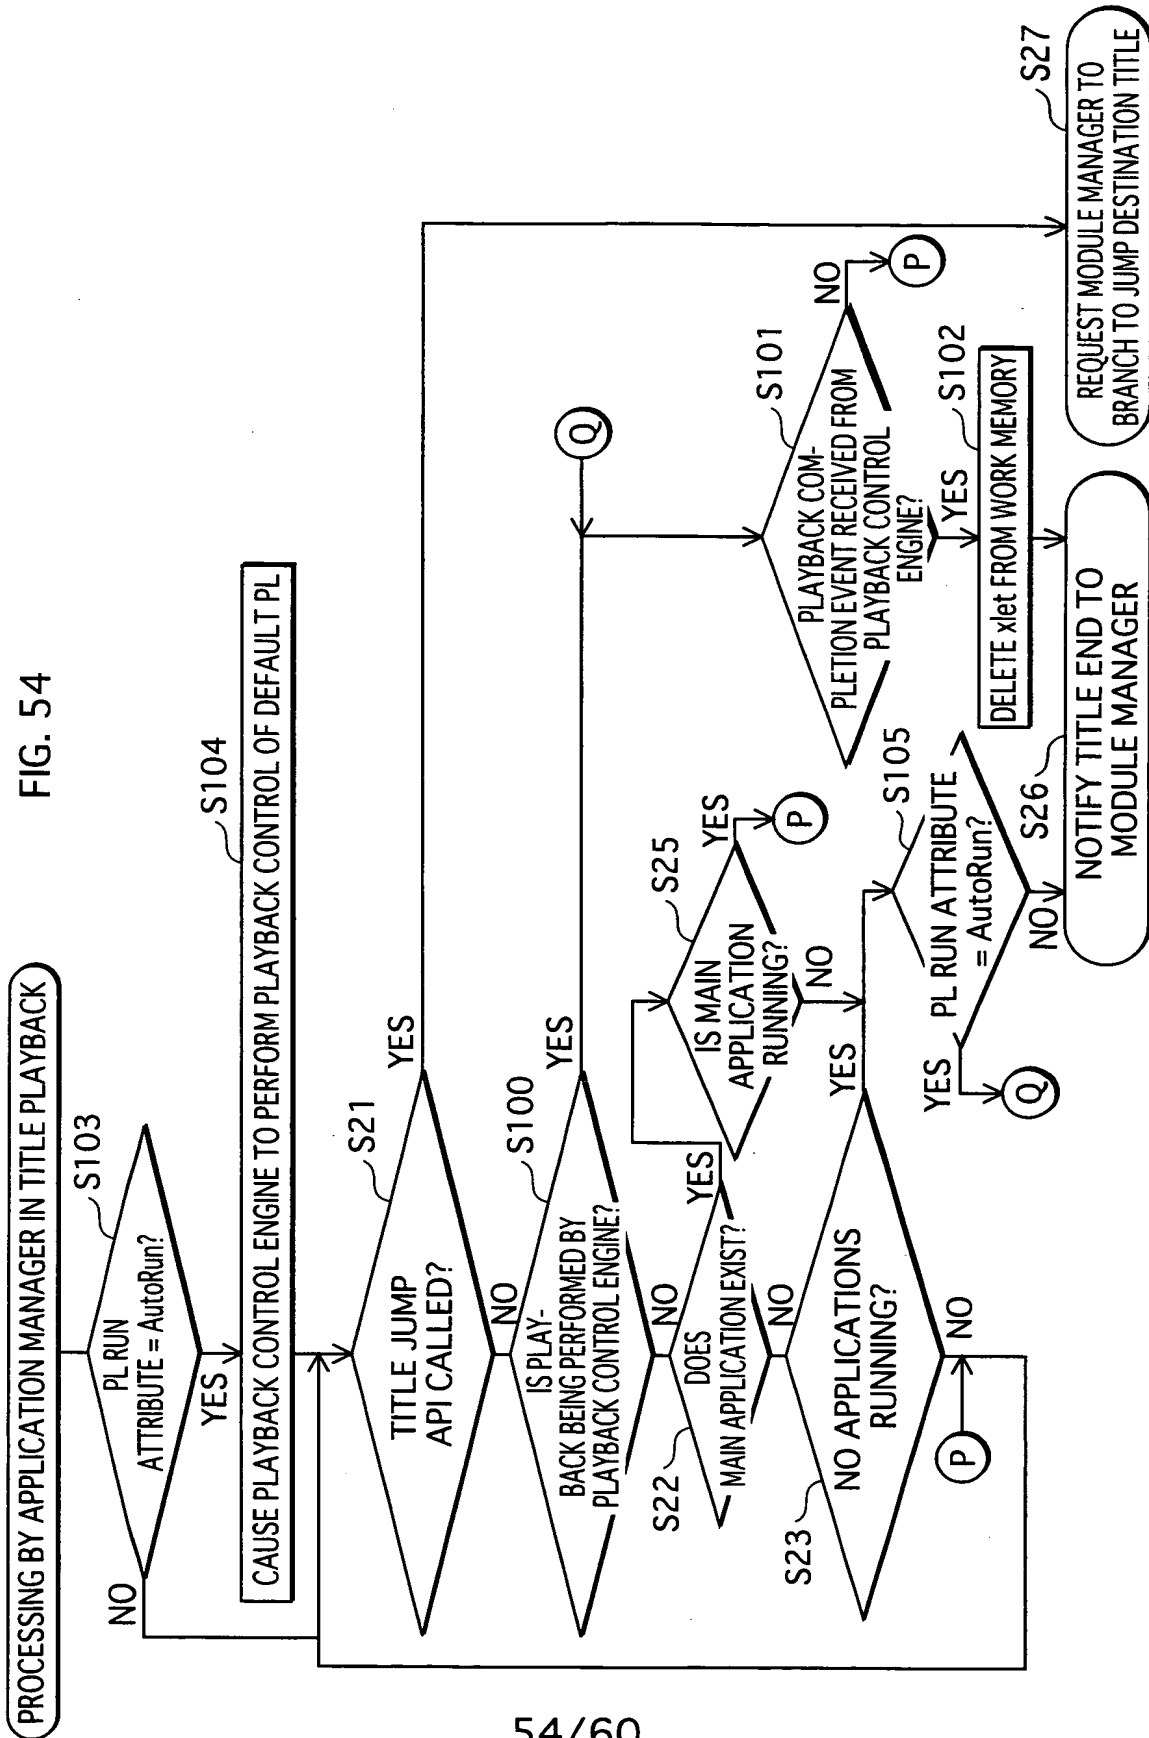 FIG. 54
PROCESSING BY APPLICATION MANAGER IN TITLE PLAYBACK
S103
PL RUN
ATTRIBUTE = AutoRun?
NO
YES
S104
CAUSE PLAYBACK CONTROL ENGINE TO PERFORM PLAYBACK CONTROL OF DEFAULT PL
S21
TITLE JUMP
API CALLED?
YES
NO
S100
IS PLAY-
BACK BEING PERFORMED BY
PLAYBACK CONTROL ENGINE?
YES
NO
Q
S22
DOES
MAIN APPLICATION EXIST?
YES
NO
S25
IS MAIN
APPLICATION
RUNNING?
YES
P
NO
S23
NO APPLICATIONS
RUNNING?
YES
NO
P
S105
PL RUN ATTRIBUTE
= AutoRun?
YES
Q
NO
S101
PLAYBACK COM-
PLETION EVENT RECEIVED FROM
PLAYBACK CONTROL
ENGINE?
NO
P
YES
S102
DELETE xlet FROM WORK MEMORY
S26
NOTIFY TITLE END TO
MODULE MANAGER
S27
REQUEST MODULE MANAGER TO
BRANCH TO JUMP DESTINATION TITLE
54/60